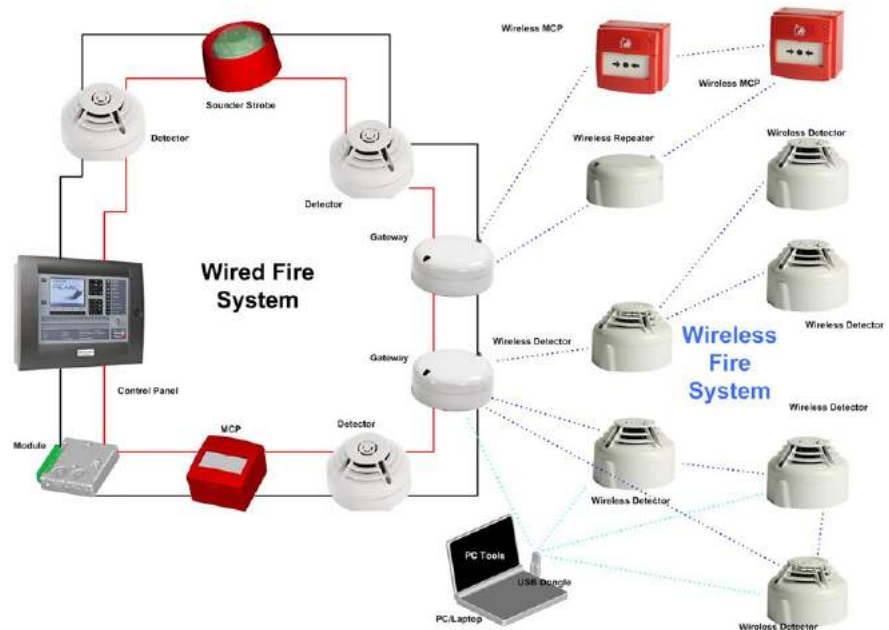 Wireless MCP
Wireless MCP
Sounder Strobe
Detector
Wireless Repeater
Wireless Detector
Detector
Gateway
Wired Fire
System
Wireless Detector
Wireless Detector
Wireless
Fire
System
Gateway
Control Panel
Wireless Detector
MCP
Detector
Module
Wireless Detector
PC Tools
USB Dongle
PC/Laptop
Wireless Detector